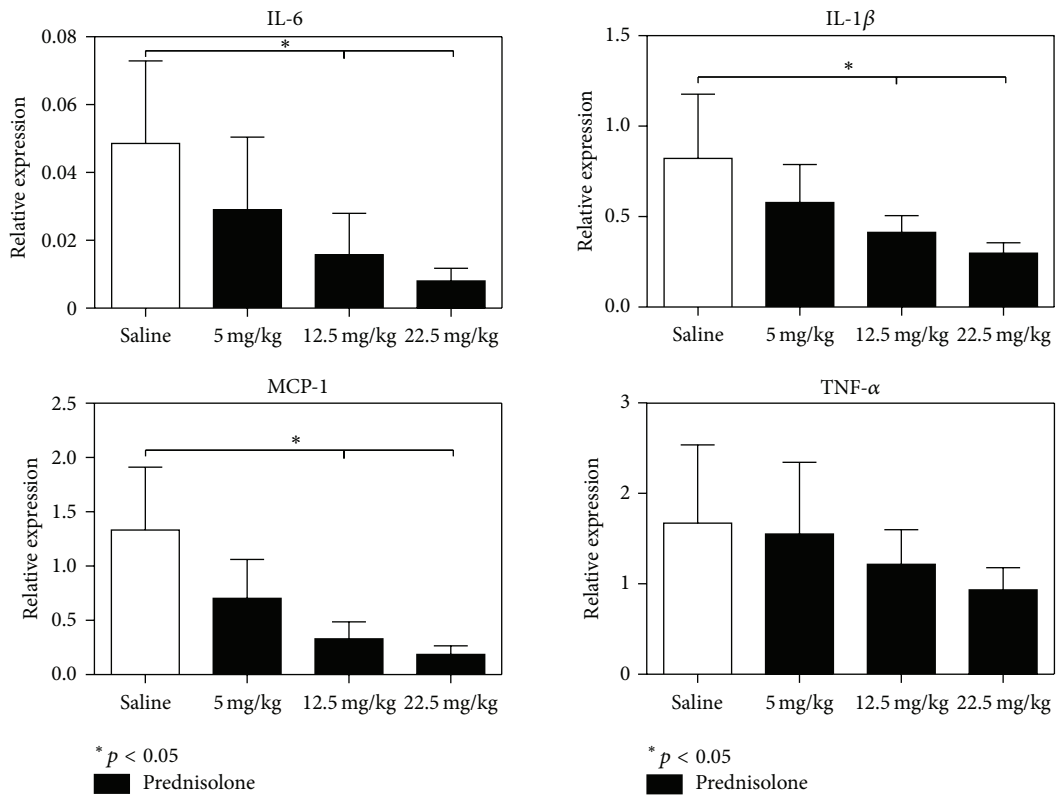 IL-6
0.08
*
0.06
0.04
0.02
0
Relative expression
Saline 5 mg/kg 12.5 mg/kg 22.5 mg/kg
IL-1β
1.5
*
1.0
0.5
0.0
Relative expression
Saline 5 mg/kg 12.5 mg/kg 22.5 mg/kg
MCP-1
2.5
*
2.0
1.5
1.0
0.5
0.0
Relative expression
Saline 5 mg/kg 12.5 mg/kg 22.5 mg/kg
* p < 0.05
Prednisolone
TNF-α
3
2
1
0
Relative expression
Saline 5 mg/kg 12.5 mg/kg 22.5 mg/kg
* p < 0.05
Prednisolone